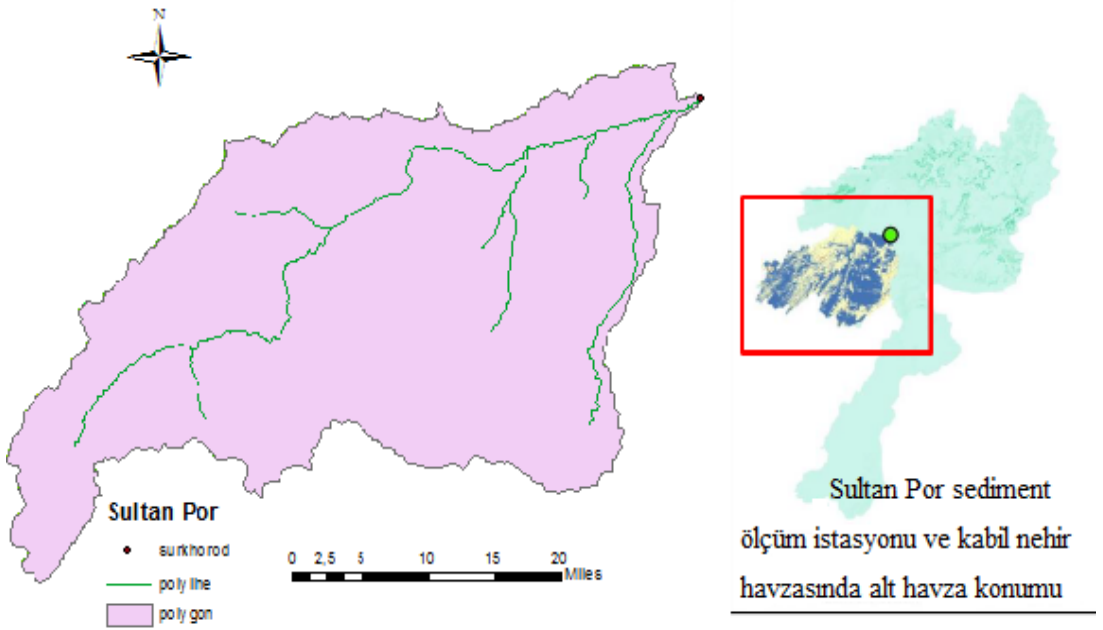 N
Sultan Por
surkhorod
poly line
poly gon
0 2,5 5 10 15 20
Miles
Sultan Por sediment
ölçüm istasyonu ve kabil nehir
havzasında alt havza konumu